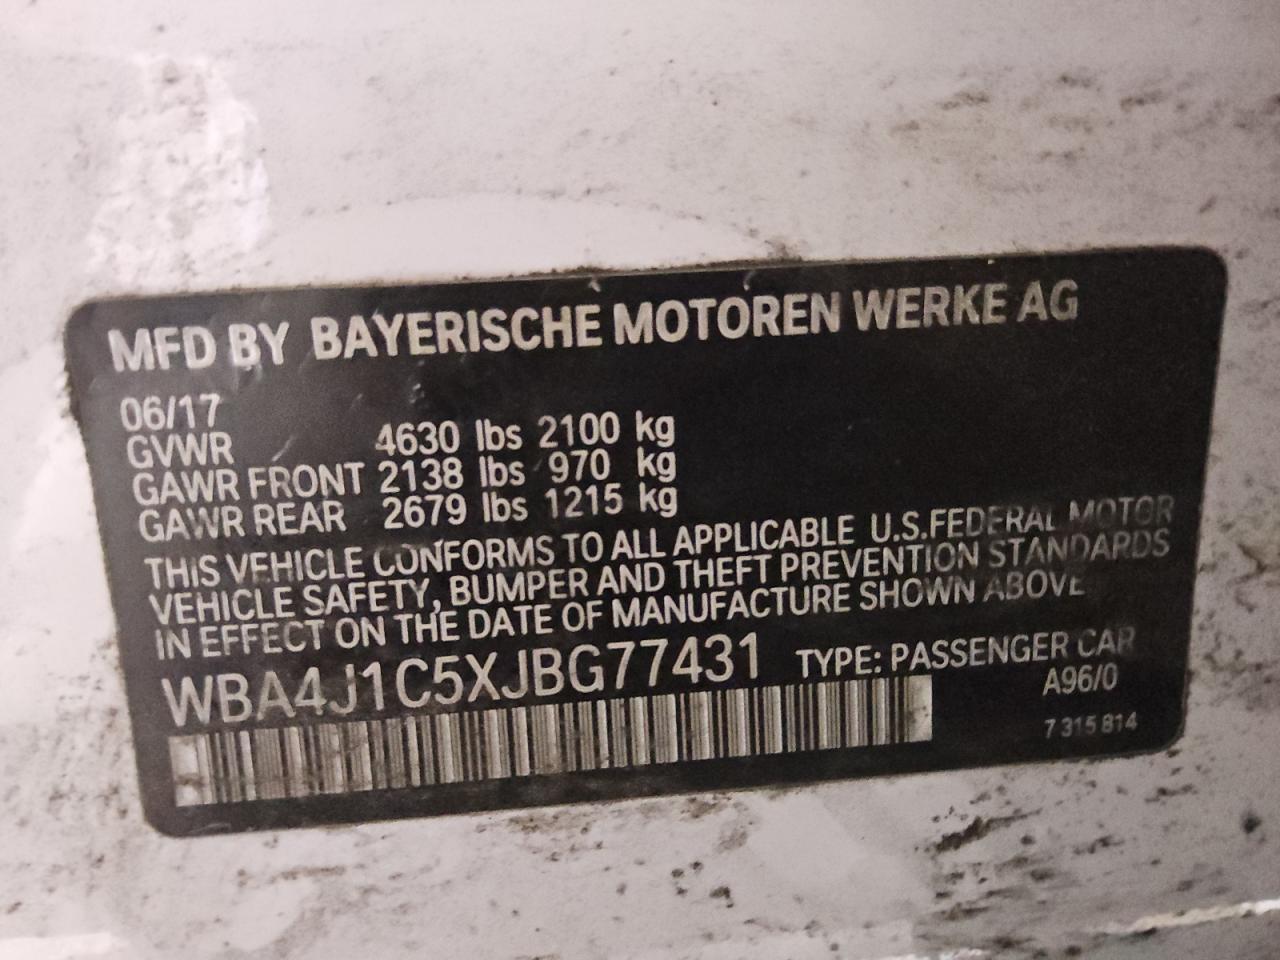 MFD BY BAYERISCHE MOTOREN WERKE AG
06/17
GVWR 4630 lbs 2100 kg
GAWR FRONT 2138 lbs 970 kg
GAWR REAR 2679 lbs 1215 kg
THIS VEHICLE CONFORMS TO ALL APPLICABLE U.S.FEDERAL MOTOR
VEHICLE SAFETY, BUMPER AND THEFT PREVENTION STANDARDS
IN EFFECT ON THE DATE OF MANUFACTURE SHOWN ABOVE
WBA4J1C5XJBG77431 TYPE: PASSENGER CAR
A96/0
7 315 814